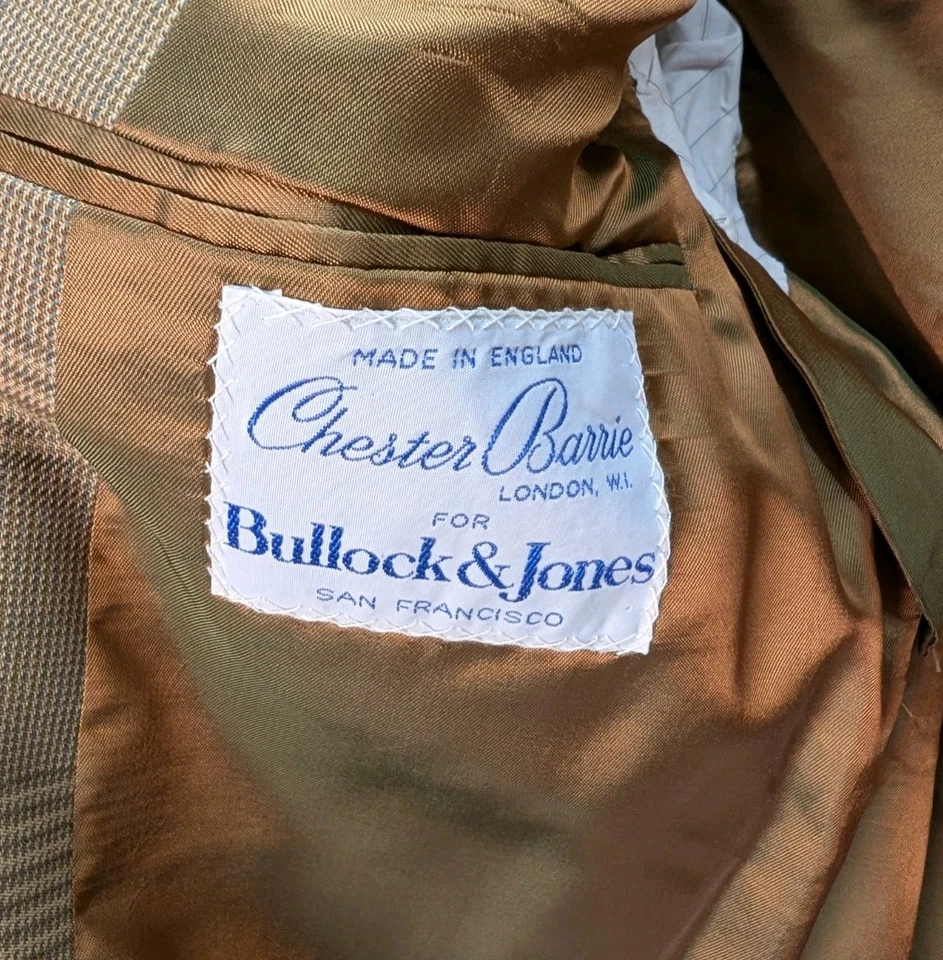 MADE IN ENGLAND
Chester Barrie
LONDON, W.1.
FOR
Bullock & Jones
SAN FRANCISCO